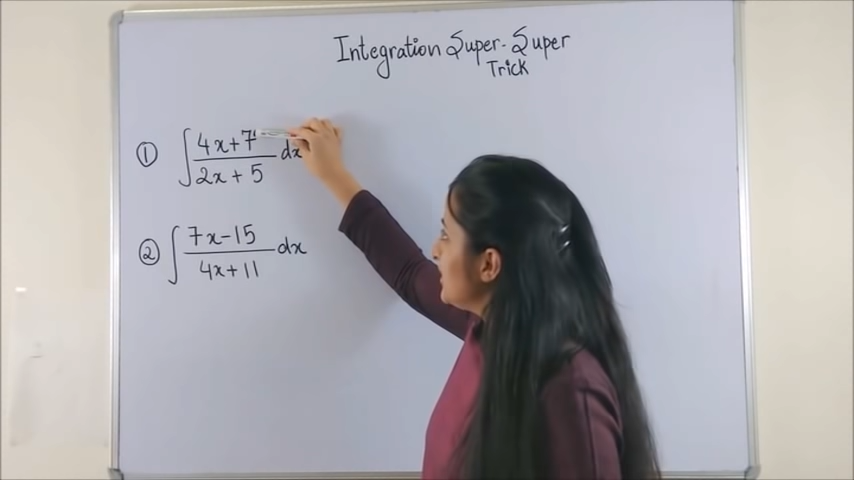 Integration Super-Super
Trick
① ∫ (4x+7)/(2x+5) dx
② ∫ (7x-15)/(4x+11) dx